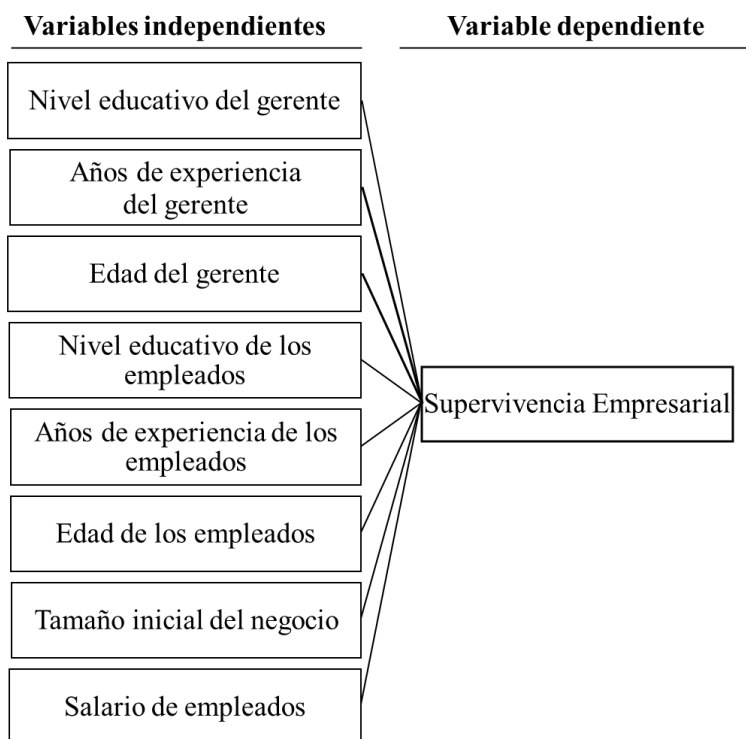 Variables independientes
Variable dependiente
Nivel educativo del gerente
Años de experiencia
del gerente
Edad del gerente
Nivel educativo de los
empleados
Años de experiencia de los
empleados
Edad de los empleados
Tamaño inicial del negocio
Salario de empleados
Supervivencia Empresarial